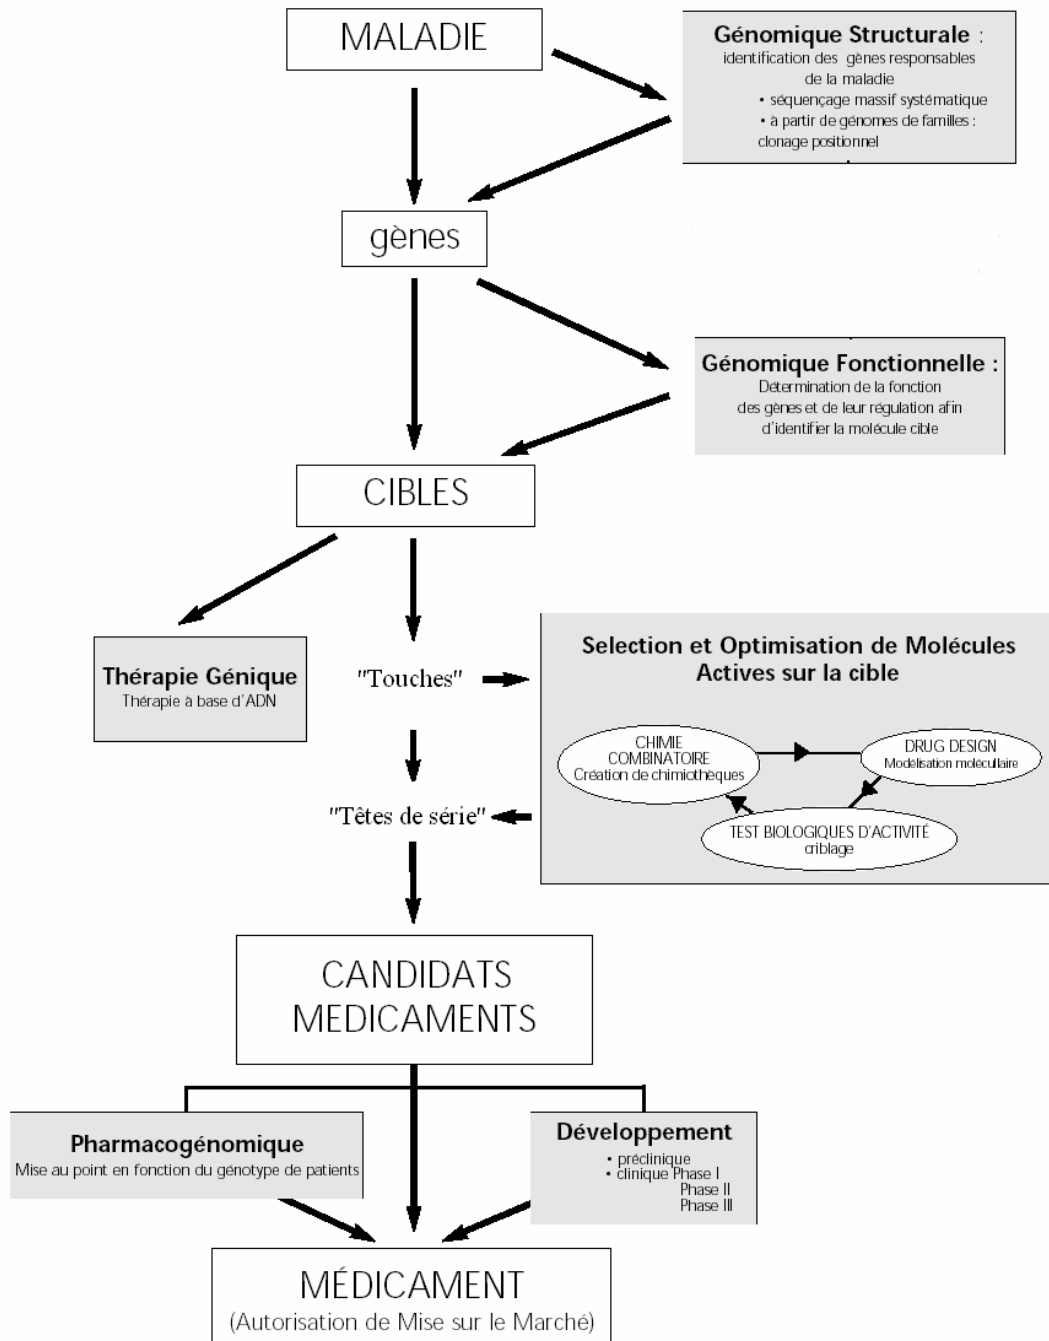 MALADIE
Génomique Structurale :
identification des gènes responsables
de la maladie
• séquençage massif systématique
• à partir de génomes de familles :
clonage positionnel
gènes
Génomique Fonctionnelle :
Détermination de la fonction
des gènes et de leur régulation afin
d'identifier la molécule cible
CIBLES
Thérapie Génique
Thérapie à base d'ADN
"Touches"
Selection et Optimisation de Molécules
Actives sur la cible
CHIMIE
COMBINATOIRE
Création de chimiothèques
DRUG DESIGN
Modélisation molécullaire
TEST BIOLOGIQUES D'ACTIVITÉ
criblage
"Têtes de série"
CANDIDATS
MEDICAMENTS
Pharmacogénomique
Mise au point en fonction du génotype de patients
Développement
• préclinique
• clinique Phase I
Phase II
Phase III
MÉDICAMENT
(Autorisation de Mise sur le Marché)